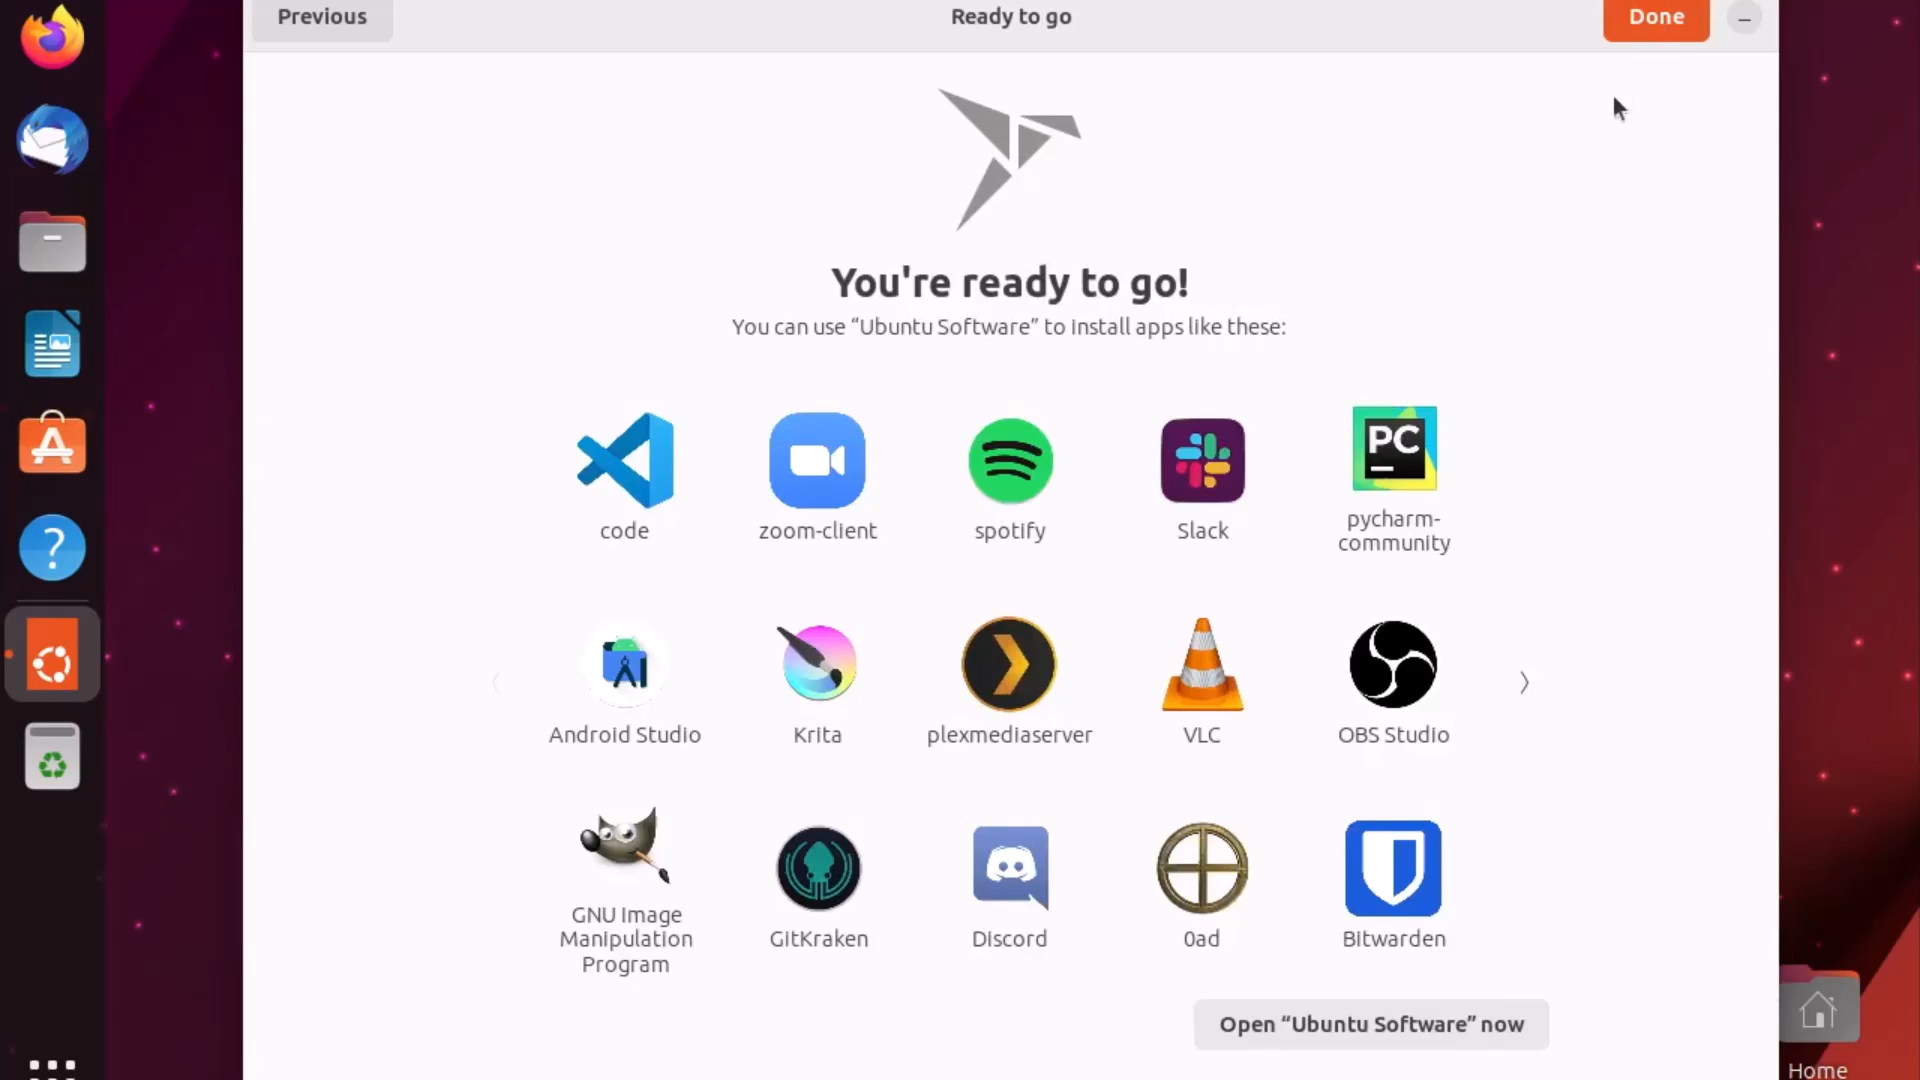 Previous
Ready to go
Done
You're ready to go!
You can use “Ubuntu Software” to install apps like these:
code
zoom-client
spotify
Slack
PC
pycharm-
community
Android Studio
Krita
plexmediaserver
VLC
OBS Studio
GNU Image
Manipulation
Program
GitKraken
Discord
0ad
Bitwarden
Open “Ubuntu Software” now
Home